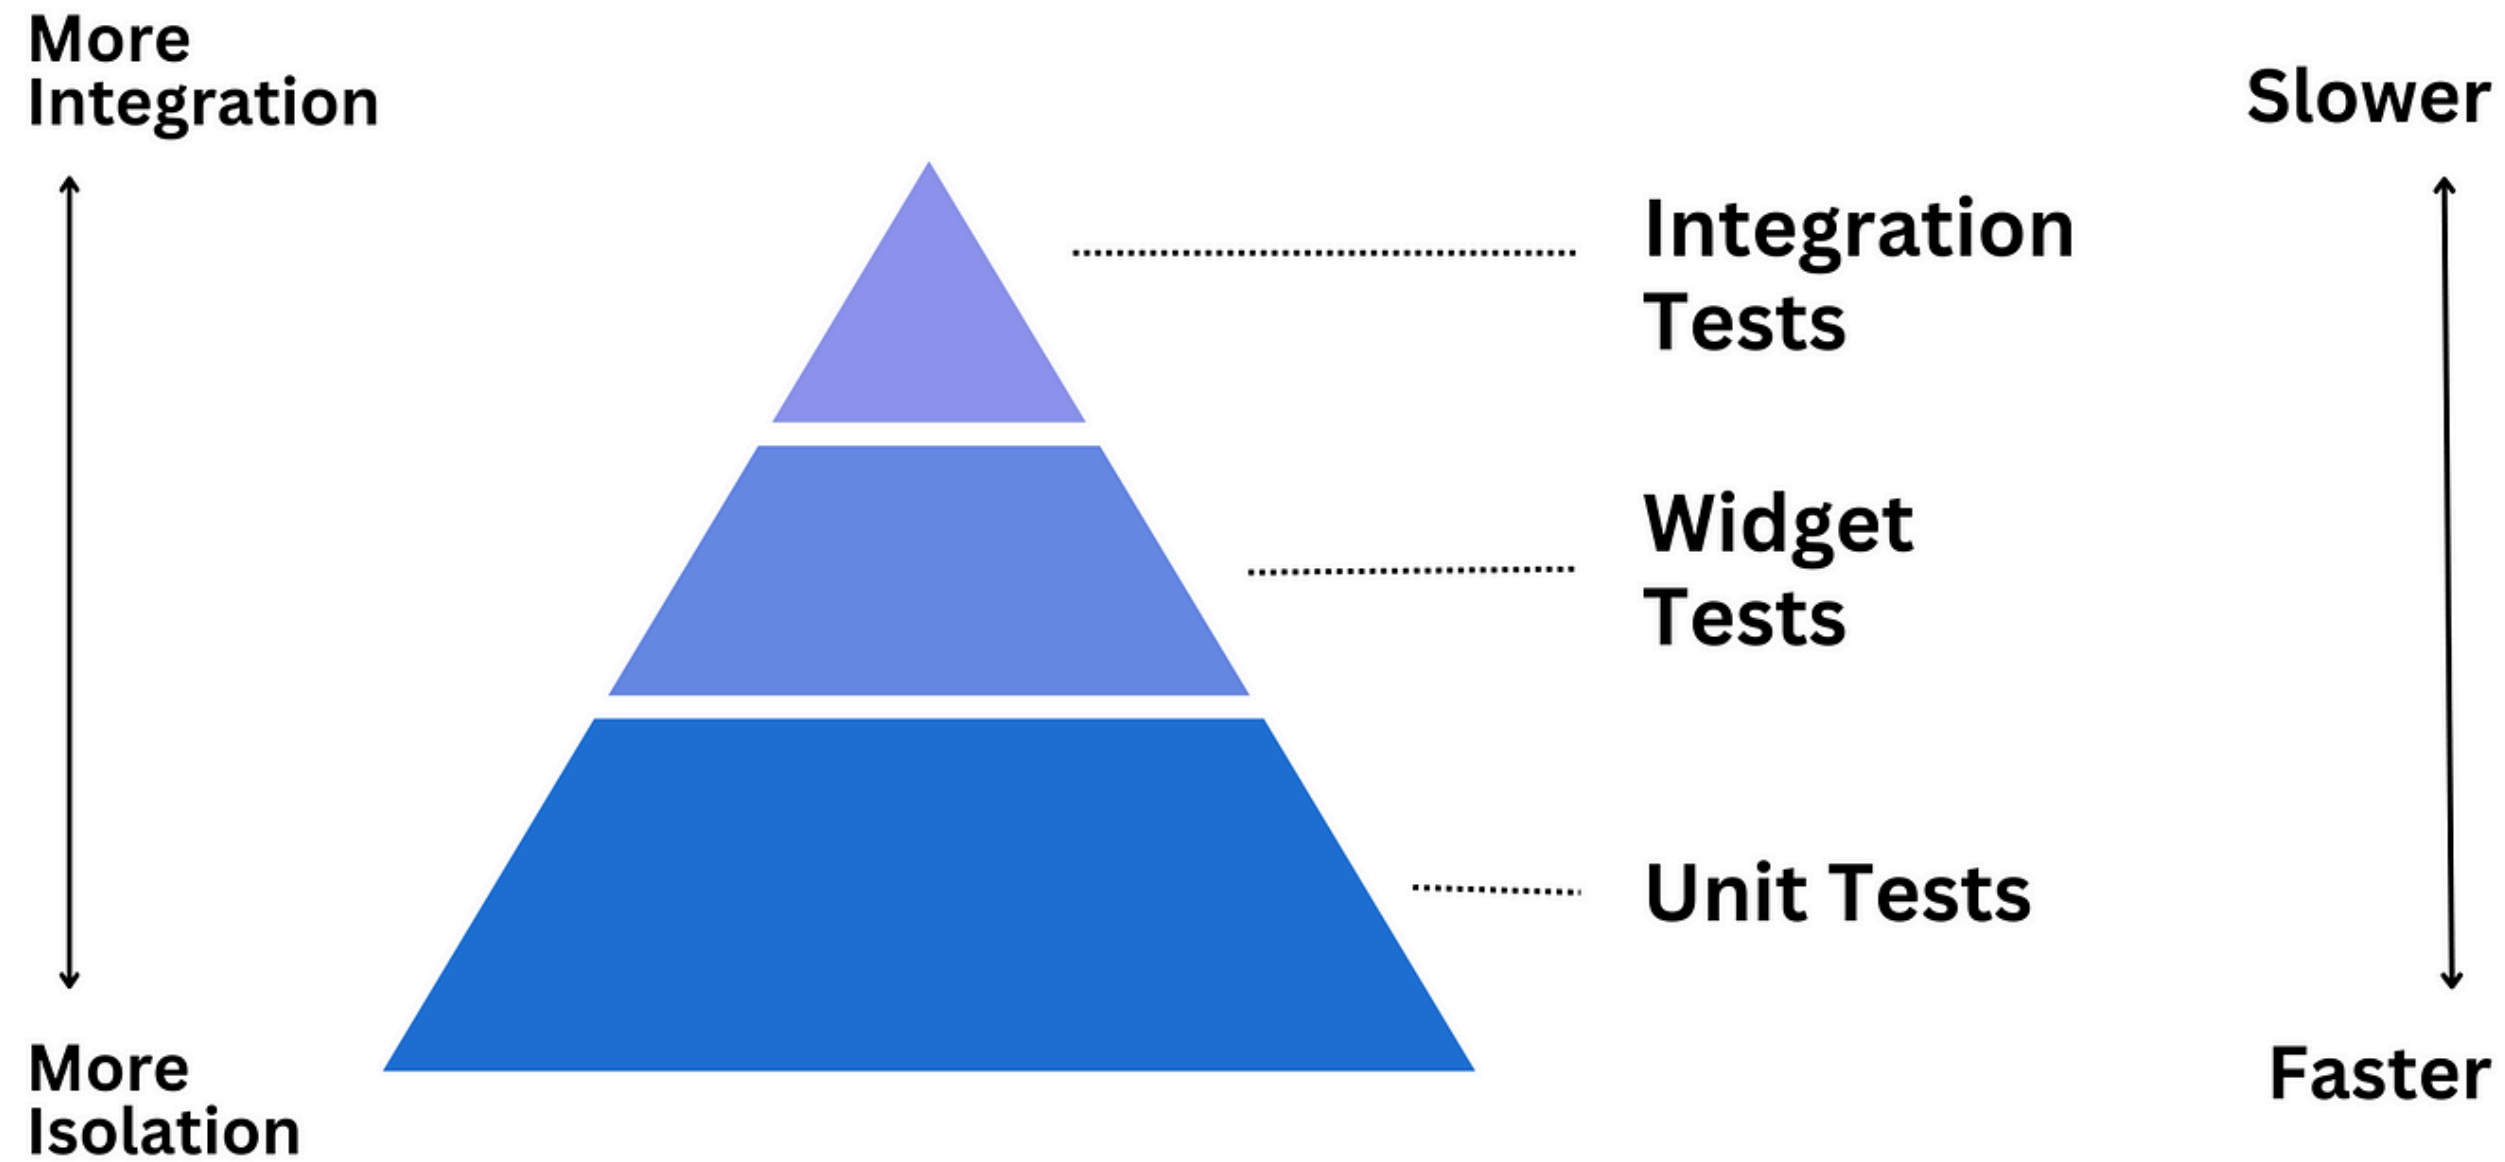 More
Integration
Slower
Integration
Tests
Widget
Tests
Unit Tests
More
Isolation
Faster